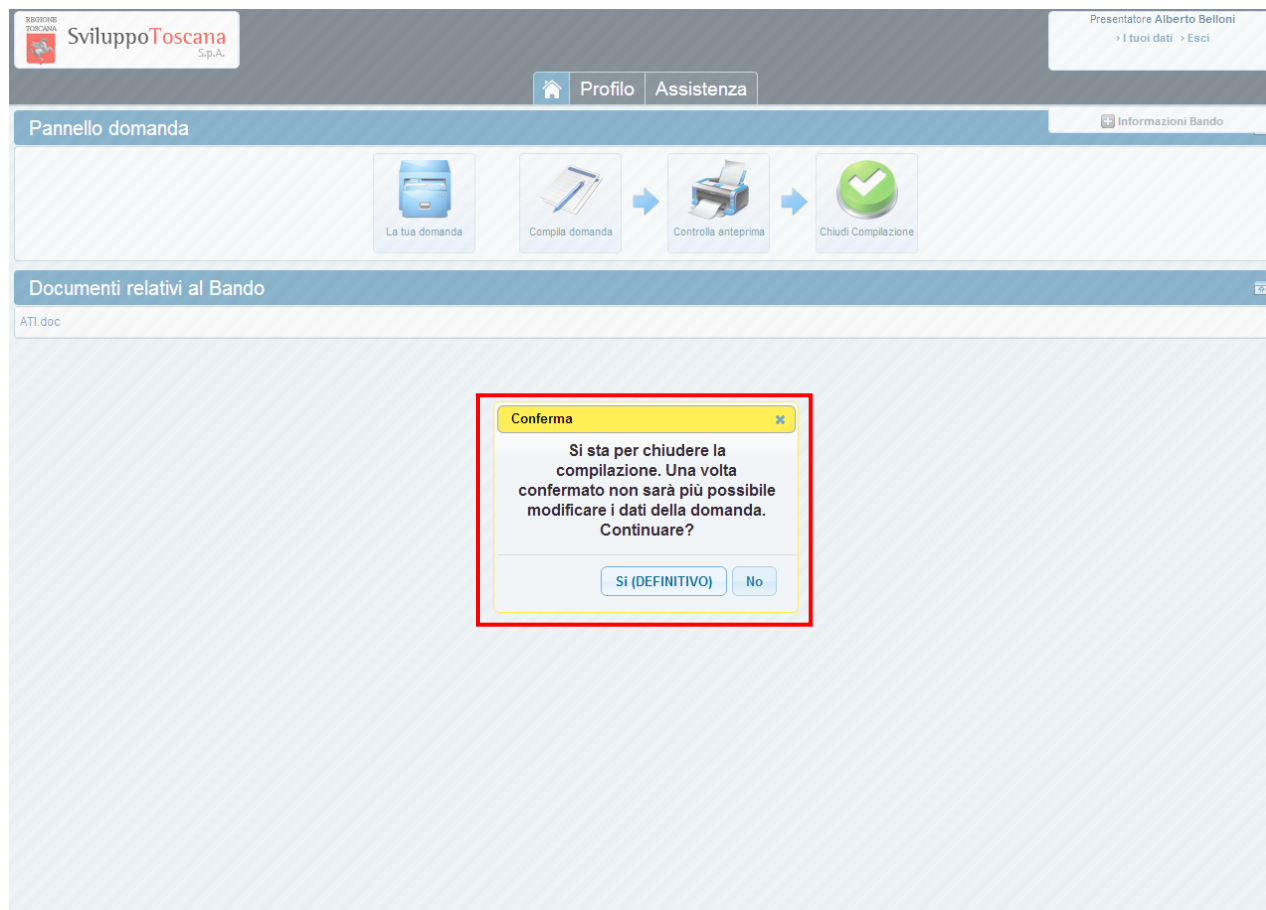 REGIONE
TOSCANA
SviluppoToscana
S.p.A.
Presentatore Alberto Belloni
› I tuoi dati › Esci
Profilo Assistenza
Pannello domanda
Informazioni Bando
La tua domanda
Compila domanda
Controlla anteprima
Chiudi Compilazione
Documenti relativi al Bando
ATI.doc
Conferma
Si sta per chiudere la
compilazione. Una volta
confermato non sarà più possibile
modificare i dati della domanda.
Continuare?
Si (DEFINITIVO) No